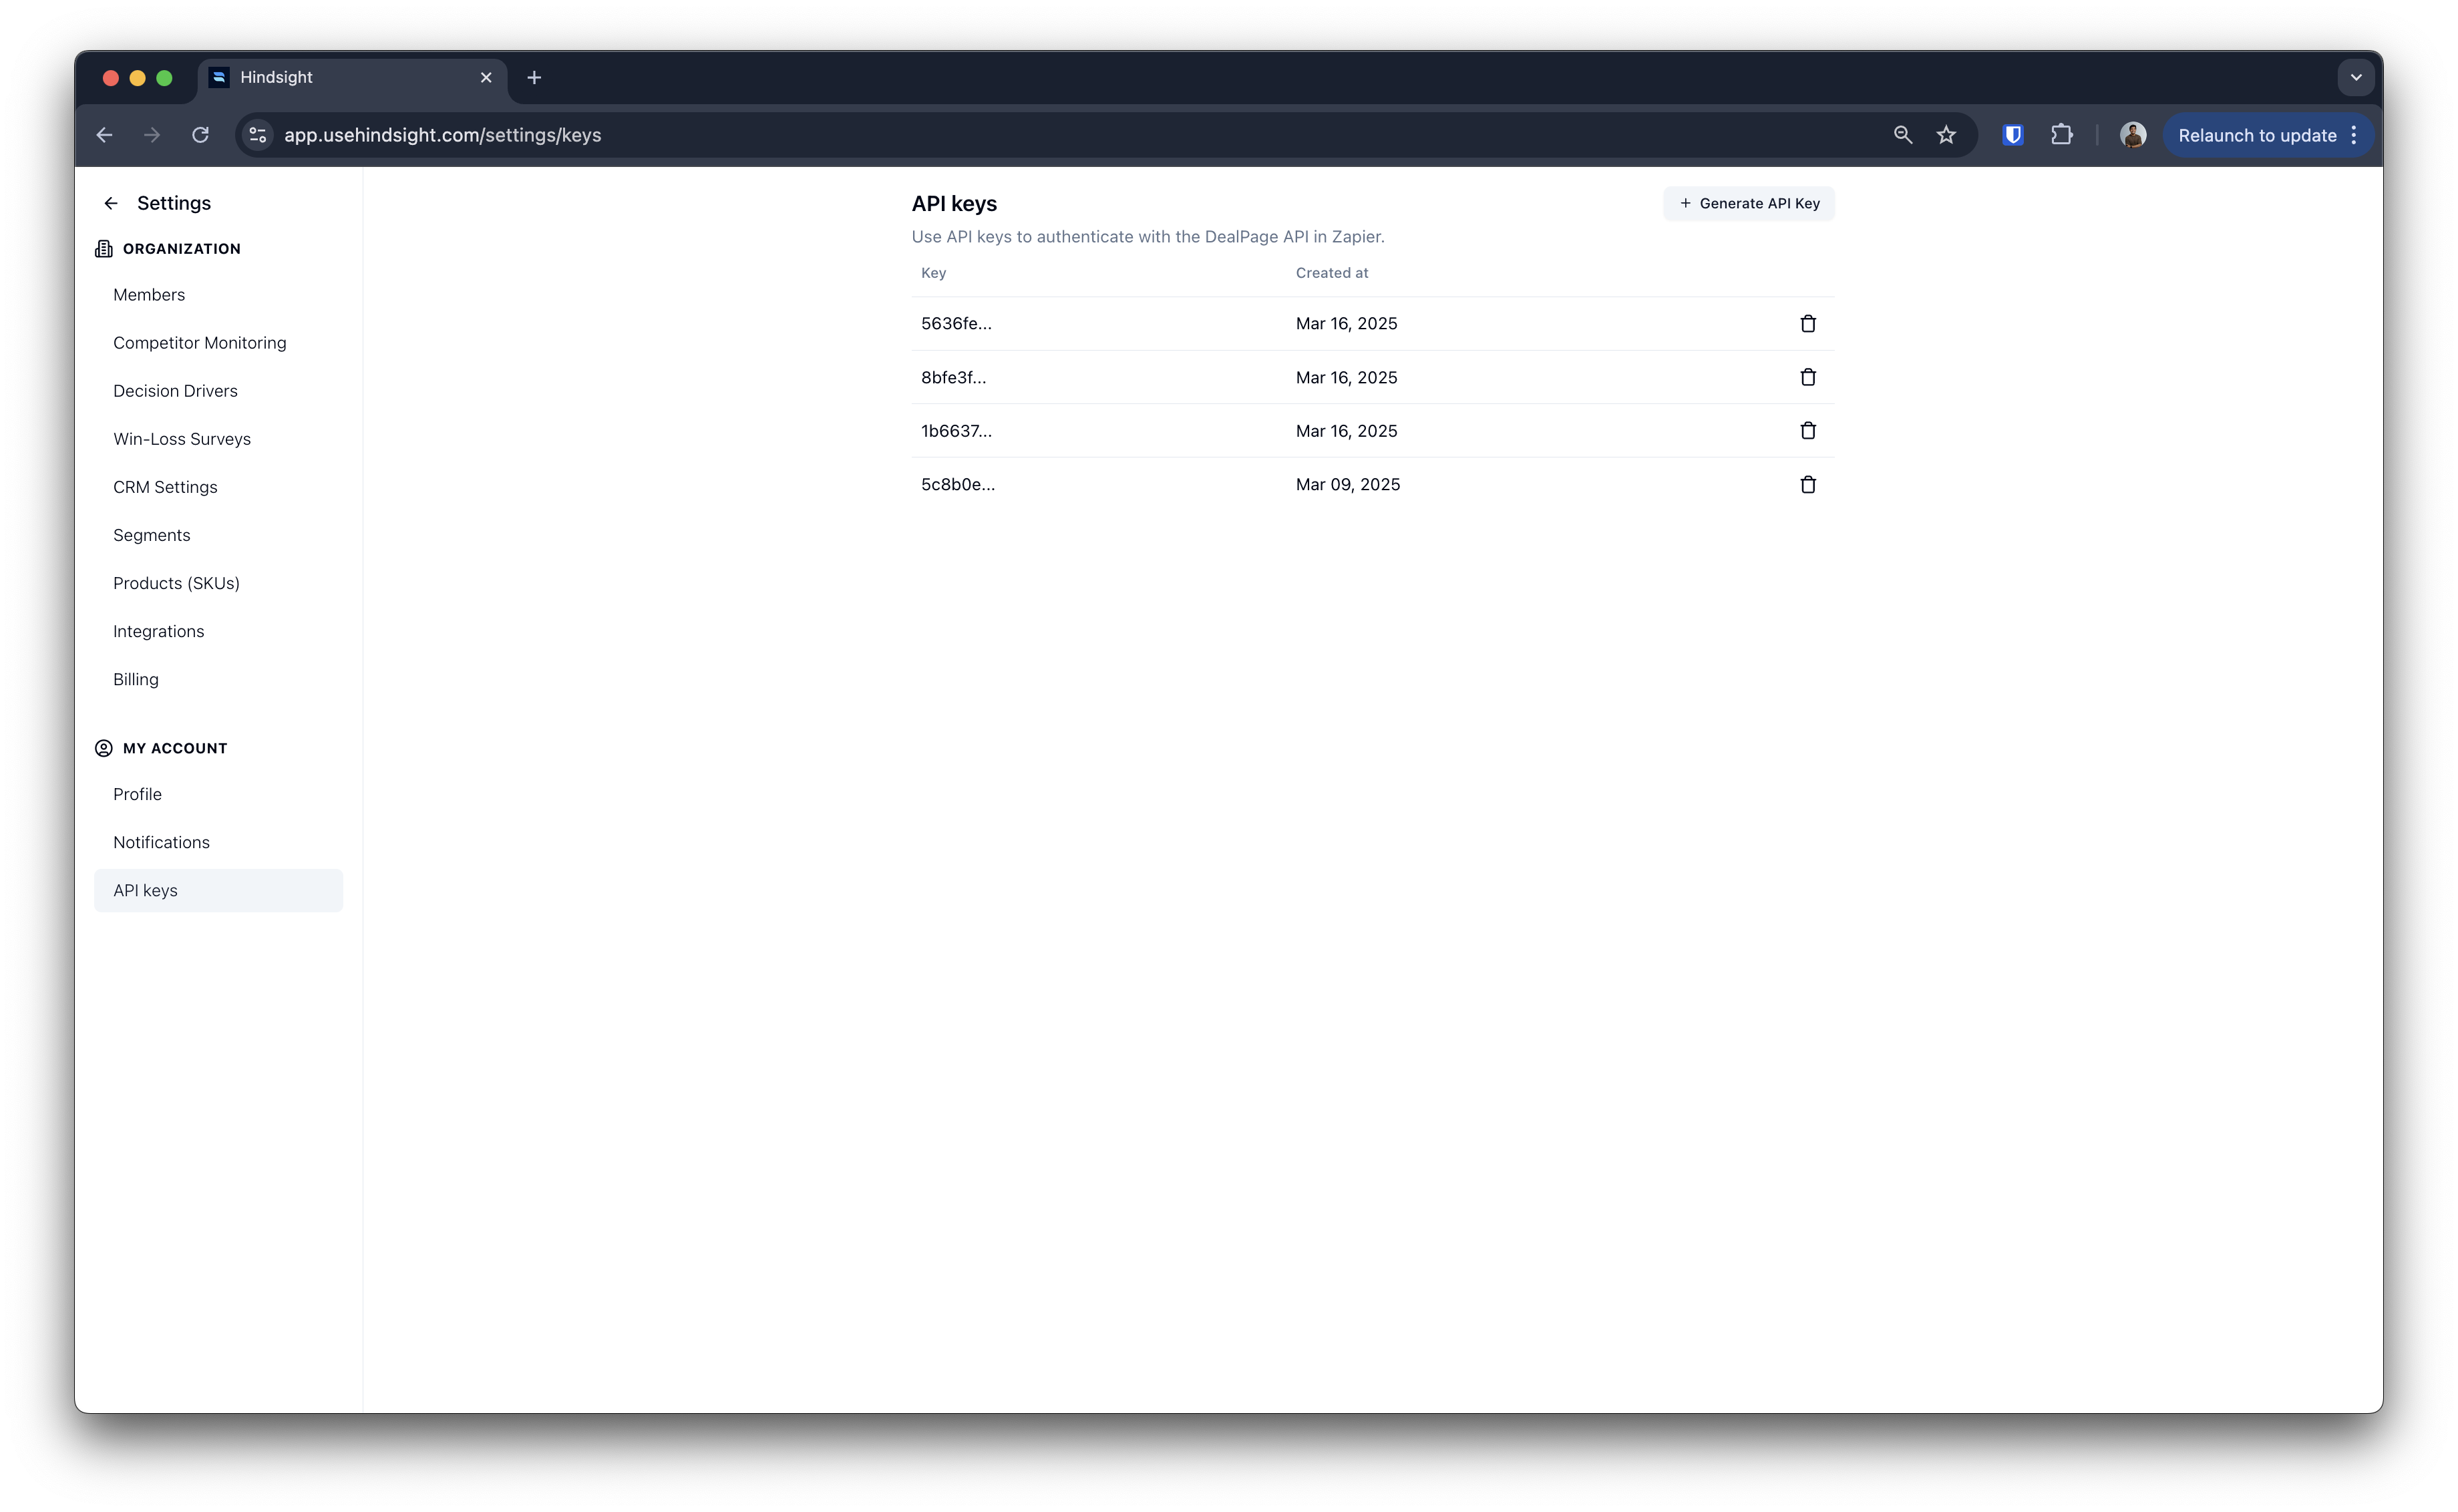 Hindsight
app.usehindsight.com/settings/keys
Relaunch to update
Settings
ORGANIZATION
Members
Competitor Monitoring
Decision Drivers
Win-Loss Surveys
CRM Settings
Segments
Products (SKUs)
Integrations
Billing
MY ACCOUNT
Profile
Notifications
API keys
API keys
+ Generate API Key
Use API keys to authenticate with the DealPage API in Zapier.
Key Created at
5636fe... Mar 16, 2025
8bfe3f... Mar 16, 2025
1b6637... Mar 16, 2025
5c8b0e... Mar 09, 2025